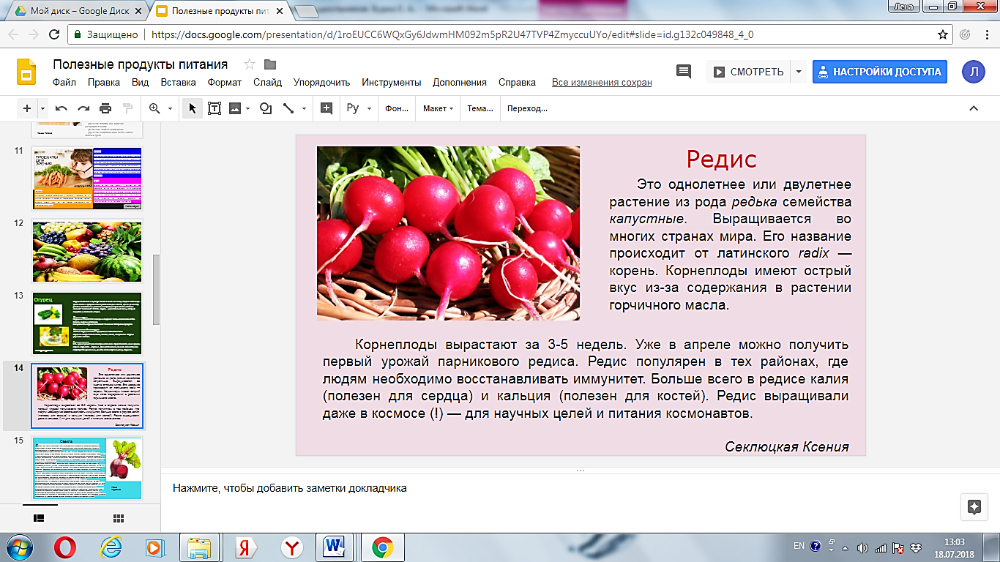 Мой диск – Google Диск
Полезные продукты пит
Microsoft Word
Лена
Защищено
https://docs.google.com/presentation/d/1roEUCC6WQxGy6JdwmHM092m5pR2U47TVP4ZmyccuUYo/edit#slide=id.g132c049848_4_0
Полезные продукты питания
Файл Правка Вид Вставка Формат Слайд Упорядочить Инструменты Дополнения Справка Все изменения сохран
СМОТРЕТЬ
НАСТРОЙКИ ДОСТУПА
Л
Ру
Фон...
Макет
Тема...
Переход...
11
ПРОДУКТЫ
ДЛЯ
ЗРЕНИЯ
12
13
Огурец
14
15
Свекла
Редис
Это однолетнее или двулетнее
растение из рода редька семейства
капустные. Выращивается во
многих странах мира. Его название
происходит от латинского radix —
корень. Корнеплоды имеют острый
вкус из-за содержания в растении
горчичного масла.
Корнеплоды вырастают за 3-5 недель. Уже в апреле можно получить
первый урожай парникового редиса. Редис популярен в тех районах, где
людям необходимо восстанавливать иммунитет. Больше всего в редисе калия
(полезен для сердца) и кальция (полезен для костей). Редис выращивали
даже в космосе (!) — для научных целей и питания космонавтов.
Секлюцкая Ксения
Нажмите, чтобы добавить заметки докладчика
EN
13:03
18.07.2018